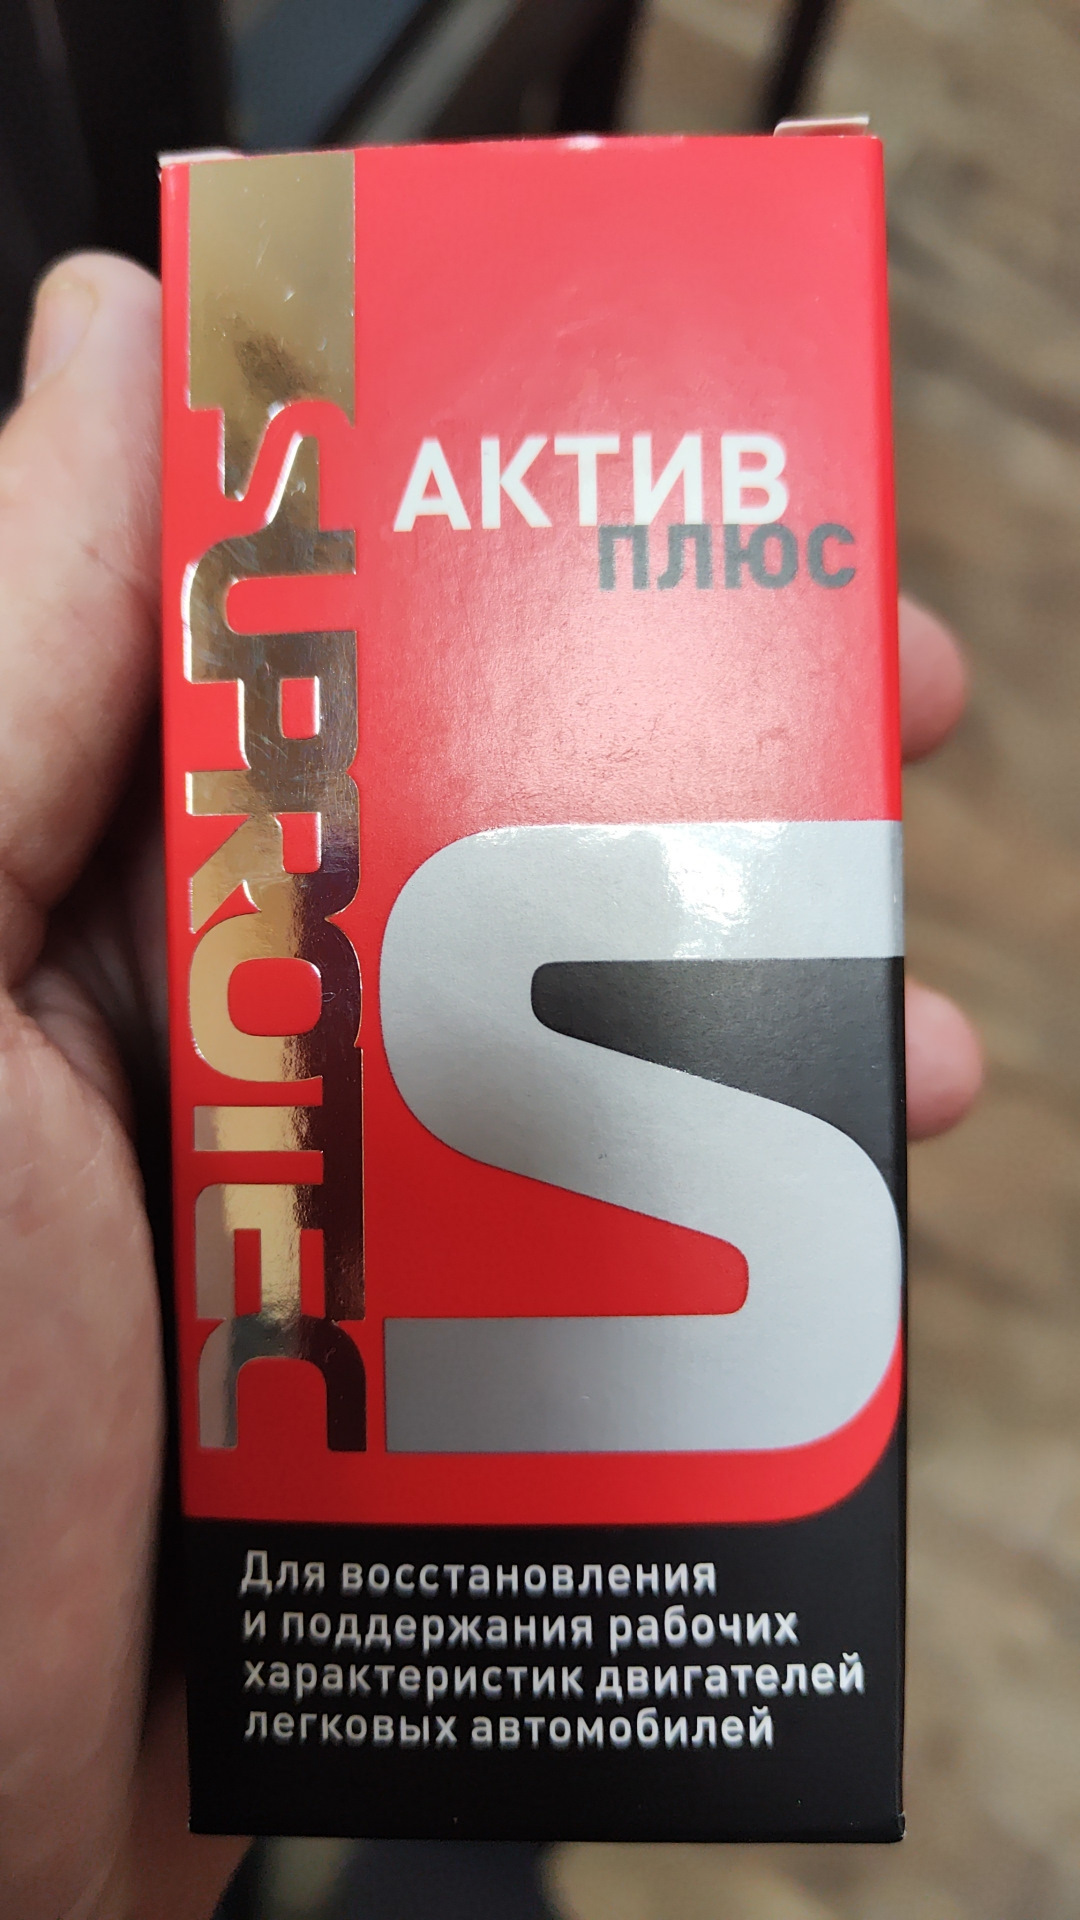 SUPROTEC
АКТИВ
ПЛЮС
Для восстановления
и поддержания рабочих
характеристик двигателей
легковых автомобилей